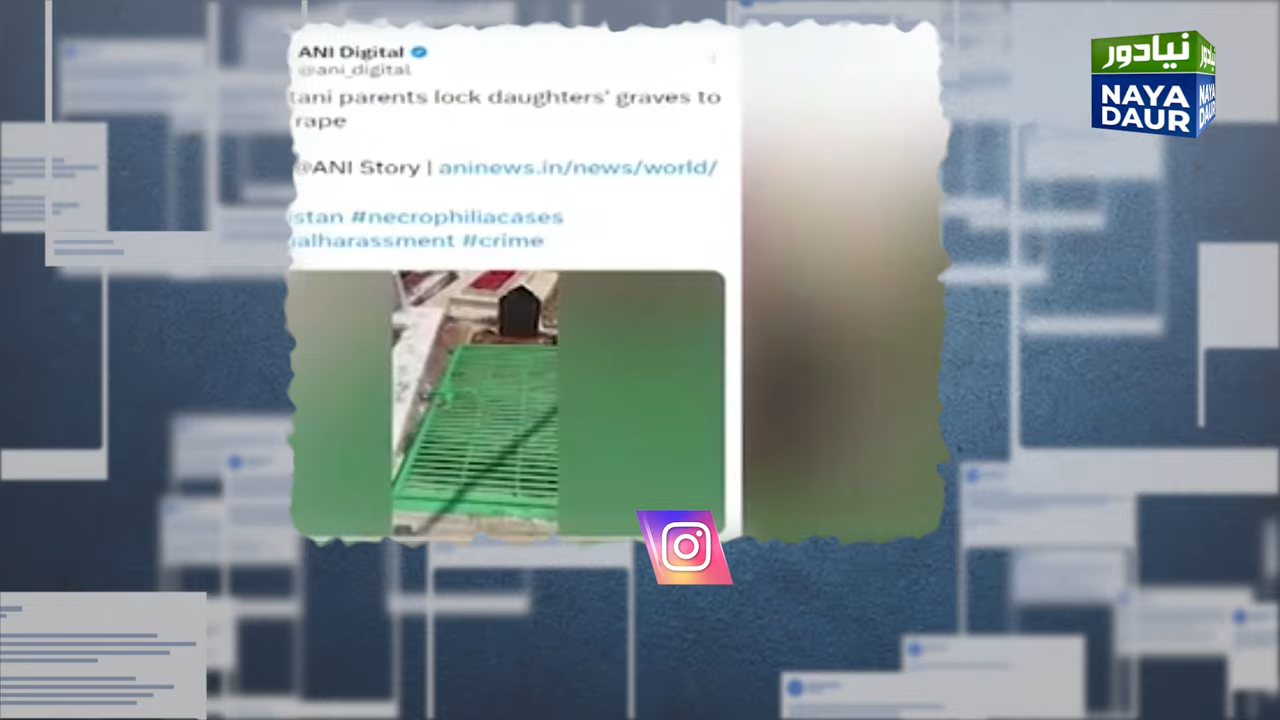 ANI Digital
@ani_digital
tani parents lock daughters' graves to
rape
@ANI Story | aninews.in/news/world/
istan #necrophiliacases
ialharassment #crime
نیادور
NAYA
DAUR